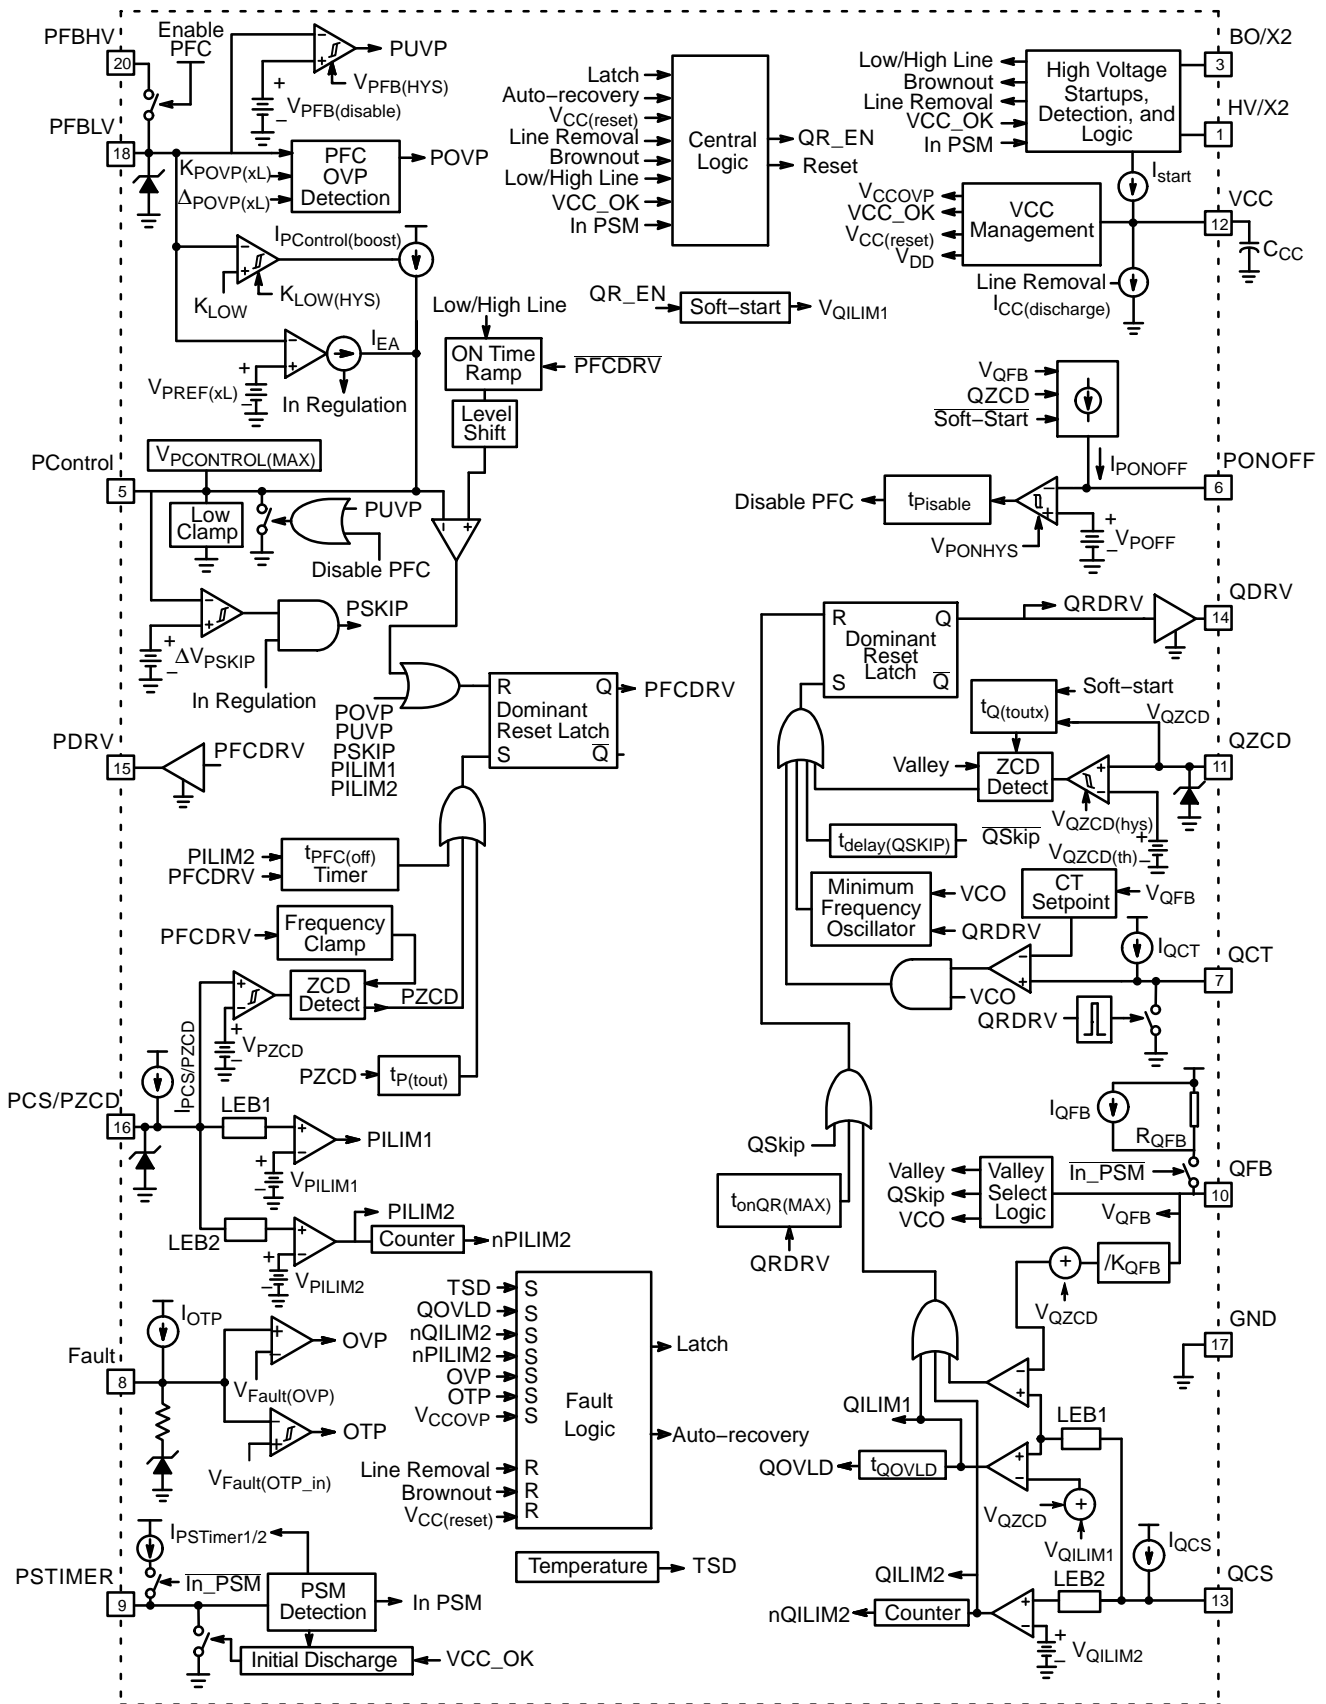 PFBHV
20
Enable
PFC
PUVP
VPFB(HYS)
+
−
VPFB(disable)
PFBLV
18
KPOVP(xL)
ΔPOVP(xL)
PFC
OVP
Detection
POVP
IPControl(boost)
KLOW
KLOW(HYS)
IEA
VPREF(xL)
In Regulation
Low/High Line
ON Time
Ramp
PFCDRV
Level
Shift
Latch
Auto-recovery
VCC(reset)
Line Removal
Brownout
Low/High Line
VCC_OK
In PSM
Central
Logic
QR_EN
Reset
QR_EN
Soft−start
VQILIM1
Low/High Line
Brownout
Line Removal
VCC_OK
In PSM
High Voltage
Startups,
Detection, and
Logic
BO/X2
3
HV/X2
1
Istart
VCCOVP
VCC_OK
VCC(reset)
VDD
VCC
Management
VCC
12
CCC
Line Removal
ICC(discharge)
VQFB
QZCD
Soft-Start
IPONOFF
PONOFF
6
Disable PFC
tPisable
VPONHYS
VPOFF
PControl
5
VPCONTROL(MAX)
Low
Clamp
PUVP
Disable PFC
ΔVPSKIP
PSKIP
In Regulation
POVP
PUVP
PSKIP
PILIM1
PILIM2
R
Q
Dominant
Reset Latch
S
Q
PFCDRV
PDRV
15
PFCDRV
PILIM2
PFCDRV
tPFC(off)
Timer
PFCDRV
Frequency
Clamp
ZCD
Detect
PZCD
VPZCD
PZCD
tP(tout)
IPCS/PZCD
PCS/PZCD
16
LEB1
PILIM1
VPILIM1
LEB2
PILIM2
Counter
nPILIM2
VPILIM2
IOTP
Fault
8
OVP
VFault(OVP)
OTP
VFault(OTP_in)
TSD
QOVLD
nQILIM2
nPILIM2
OVP
OTP
VCCOVP
Line Removal
Brownout
VCC(reset)
S
S
S
S
S
S
S
R
R
R
Fault
Logic
Latch
Auto-recovery
Temperature
TSD
IPSTimer1/2
PSTIMER
9
In_PSM
PSM
Detection
In PSM
Initial Discharge
VCC_OK
R
Q
Dominant
Reset
Latch
S
Q
QRDRV
QDRV
14
tQ(toutx)
Soft−start
VQZCD
QZCD
11
Valley
ZCD
Detect
VQZCD(hys)
VQZCD(th)
tdelay(QSKIP)
QSkip
Minimum
Frequency
Oscillator
VCO
QRDRV
CT
Setpoint
VQFB
IQCT
QCT
7
VCO
QRDRV
IQFB
RQFB
In_PSM
QFB
10
Valley
QSkip
VCO
Valley
Select
Logic
VQFB
/KQFB
VQZCD
QSkip
tonQR(MAX)
QRDRV
GND
17
QILIM1
QOVLD
tQOVLD
LEB1
VQZCD
VQILIM1
IQCS
QCS
13
LEB2
QILIM2
nQILIM2
Counter
VQILIM2